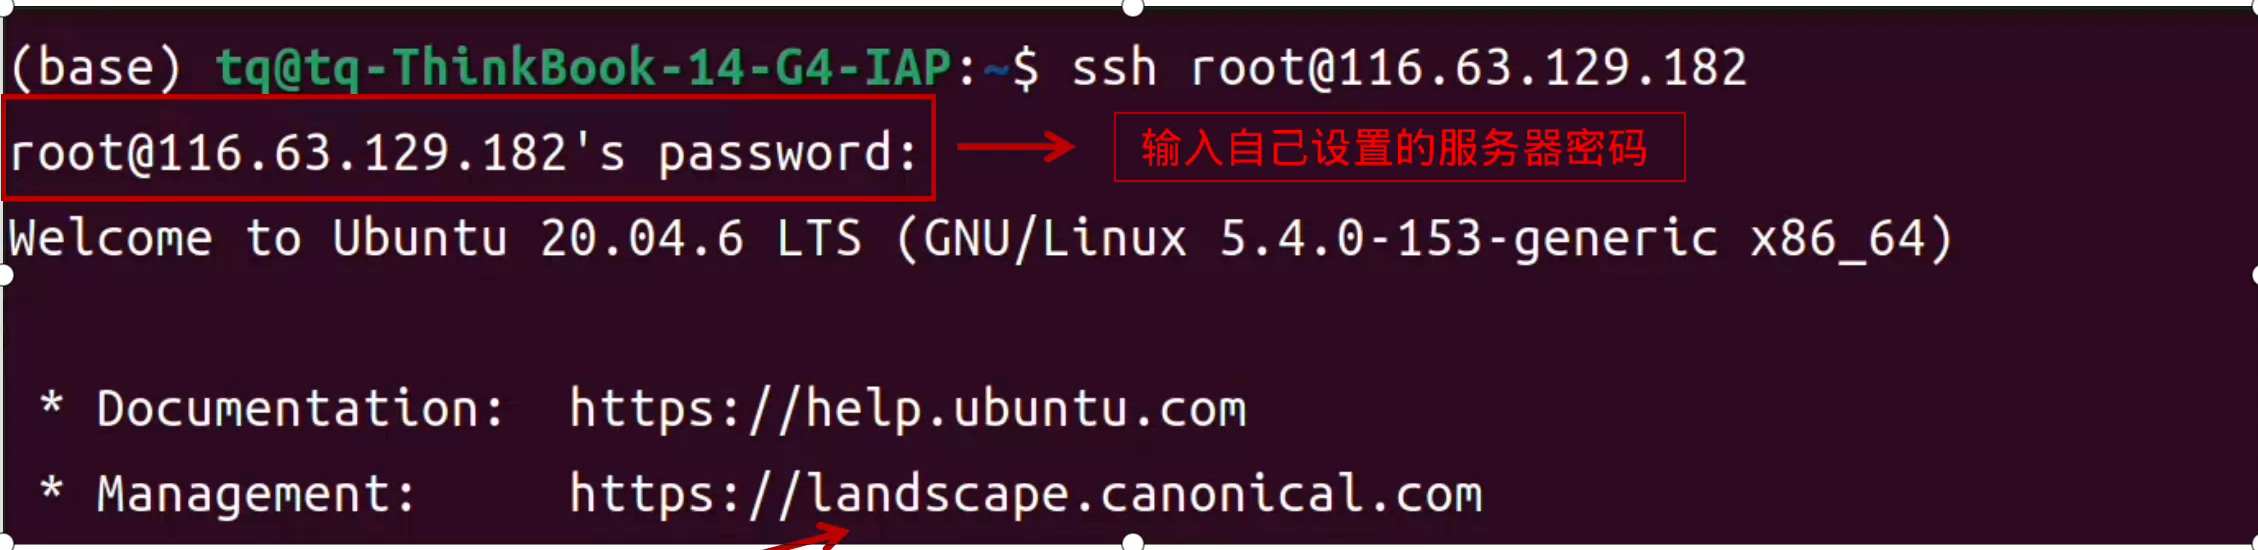 (base) tq@tq-ThinkBook-14-G4-IAP:~$ ssh root@116.63.129.182
root@116.63.129.182's password:
输入自己设置的服务器密码
Welcome to Ubuntu 20.04.6 LTS (GNU/Linux 5.4.0-153-generic x86_64)
* Documentation: https://help.ubuntu.com
* Management: https://landscape.canonical.com